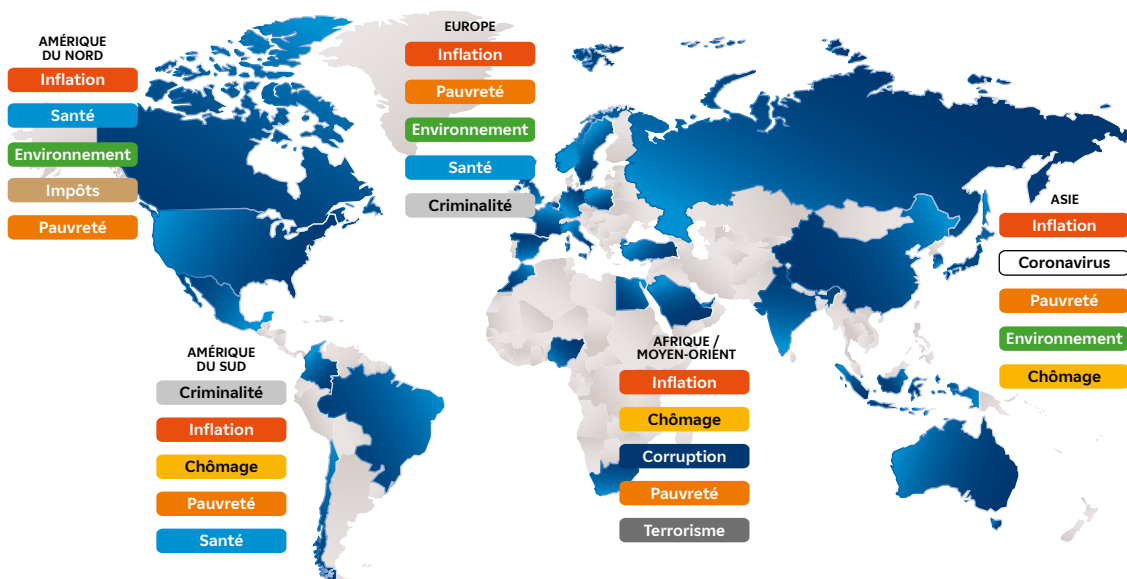 AMÉRIQUE
DU NORD
Inflation
Santé
Environnement
Impôts
Pauvreté
EUROPE
Inflation
Pauvreté
Environnement
Santé
Criminalité
ASIE
Inflation
Coronavirus
Pauvreté
Environnement
Chômage
AMÉRIQUE
DU SUD
Criminalité
Inflation
Chômage
Pauvreté
Santé
AFRIQUE /
MOYEN-ORIENT
Inflation
Chômage
Corruption
Pauvreté
Terrorisme